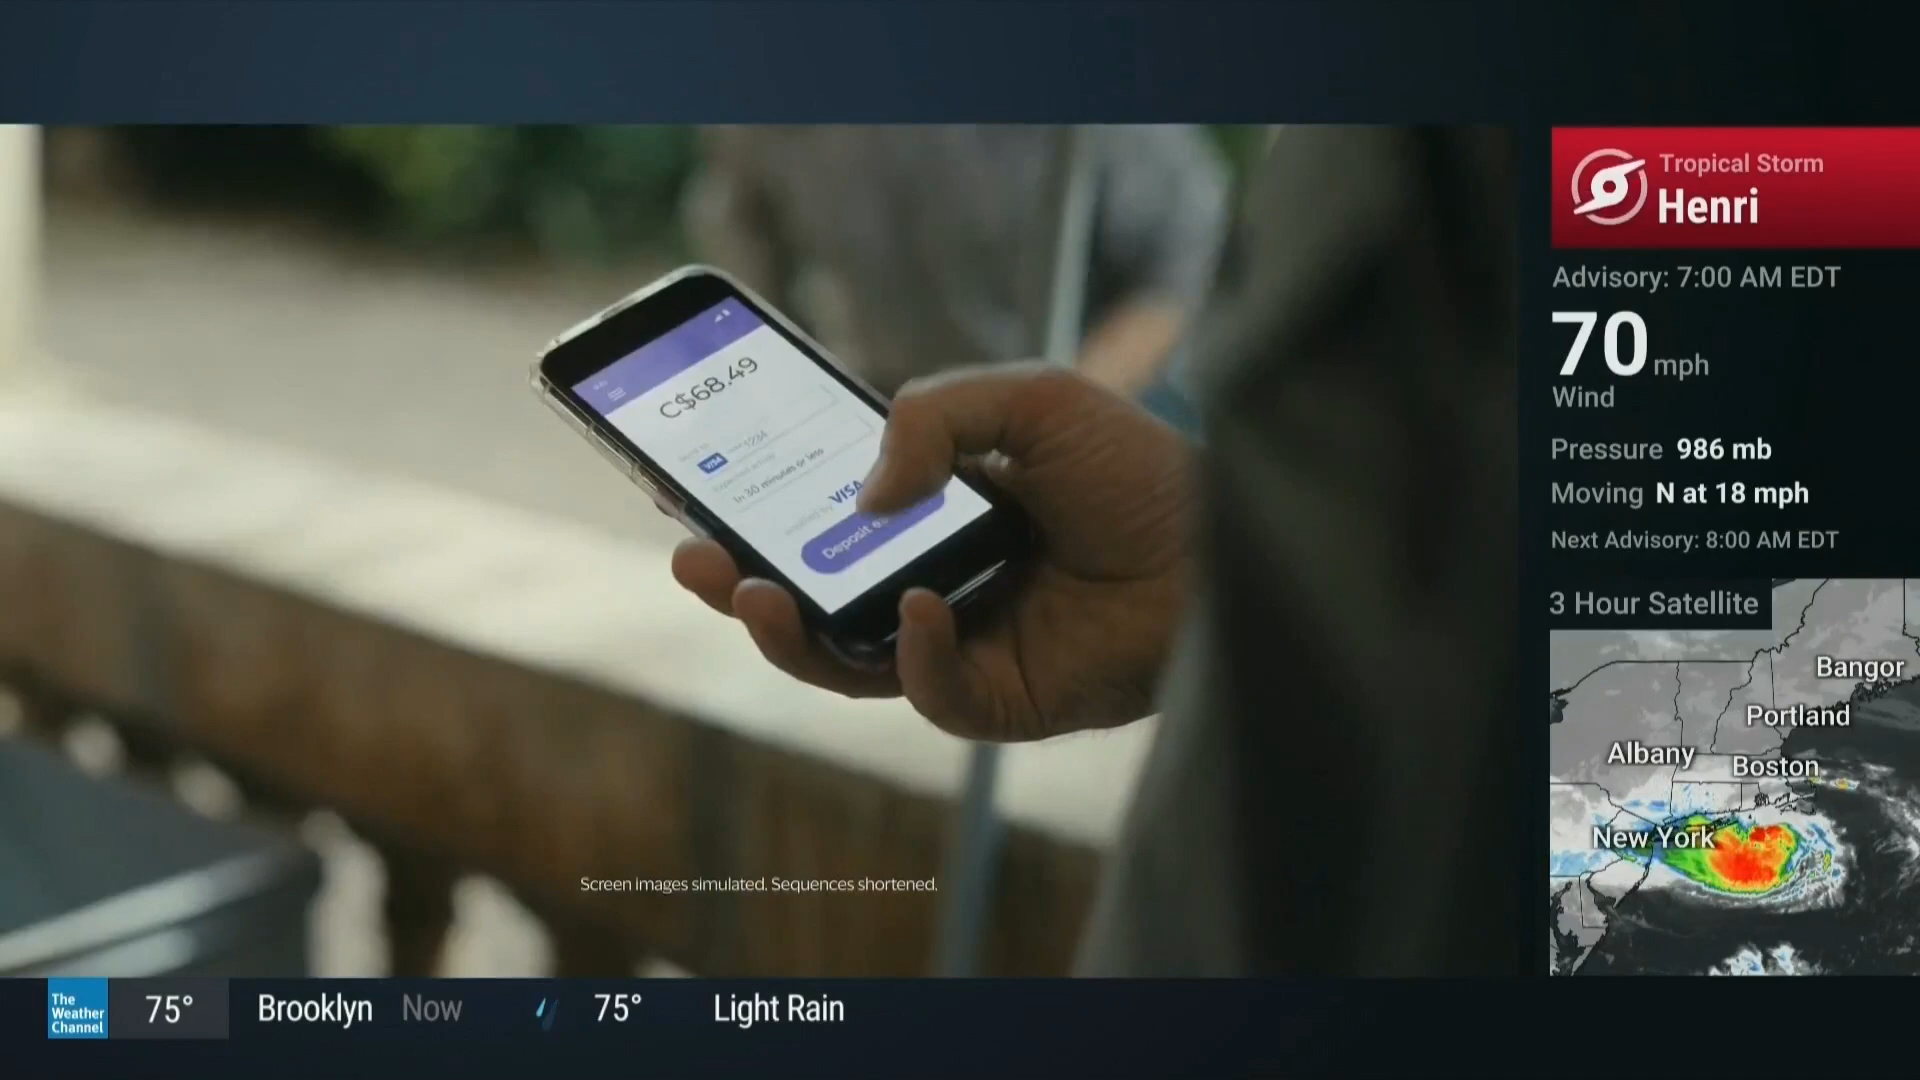 C$68.49
VISA
1234
In 30 minutes or less
VISA
Deposit
Screen images simulated. Sequences shortened.
Tropical Storm
Henri
Advisory: 7:00 AM EDT
70 mph
Wind
Pressure 986 mb
Moving N at 18 mph
Next Advisory: 8:00 AM EDT
3 Hour Satellite
Bangor
Portland
Albany
Boston
New York
The
Weather
Channel
75° Brooklyn Now 75° Light Rain